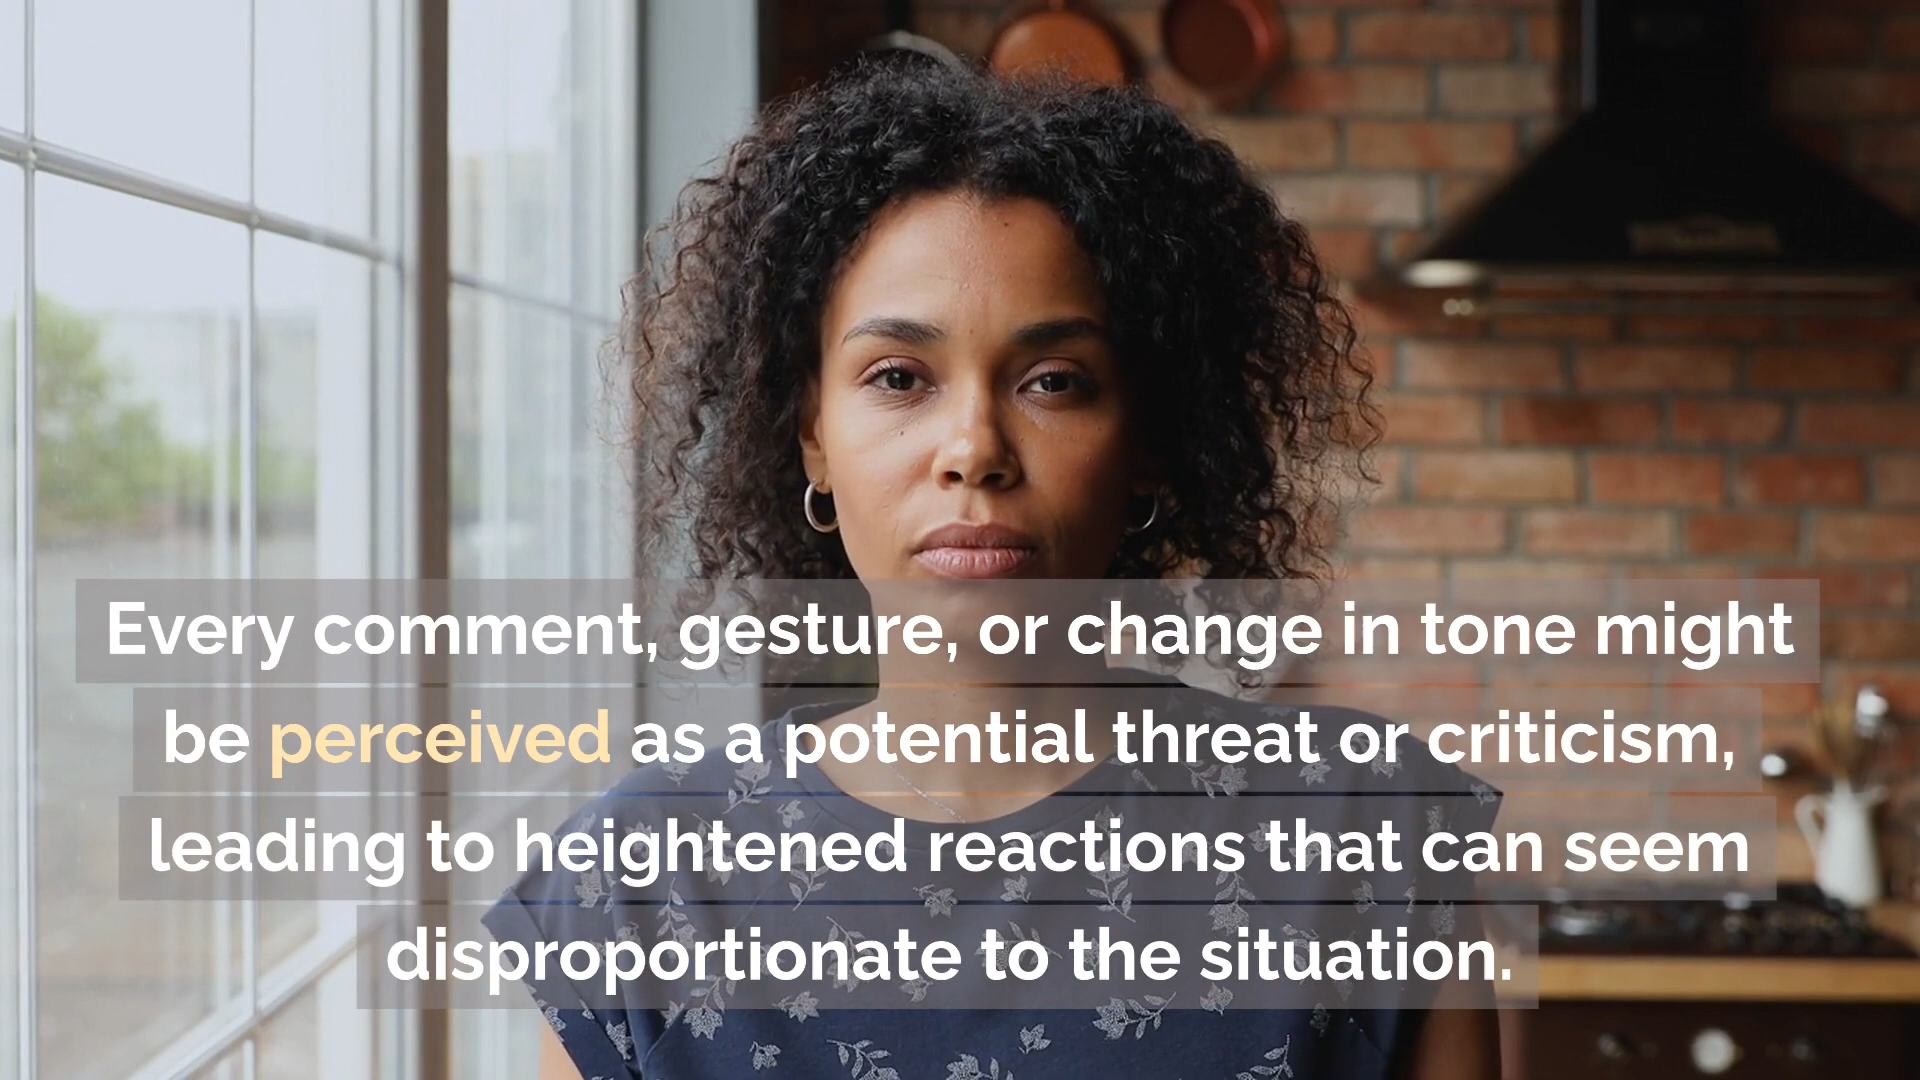 Every comment, gesture, or change in tone might
be perceived as a potential threat or criticism,
leading to heightened reactions that can seem
disproportionate to the situation.